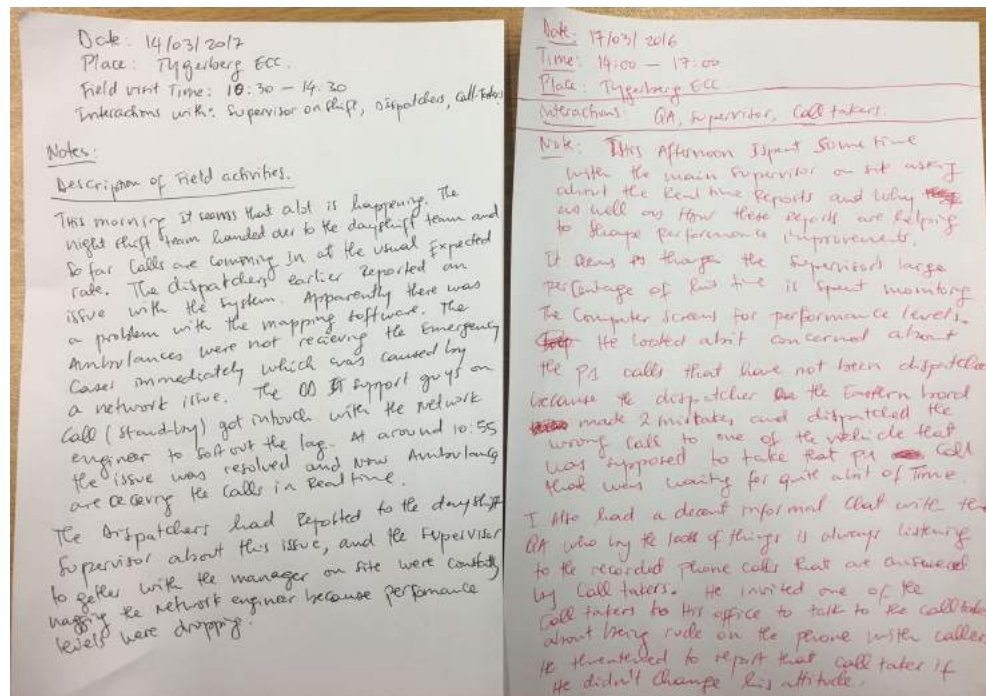 Date: 14/03/2017
Place: Tygerberg ECC.
Field visit Time: 10:30 – 14.30
Interactions with: Supervisor on shift, Dispatchers, Call-Takers
Notes:
Description of Field activities.
This morning It seems that alot is happening. The
night shift team handed over to the dayshift team and
so far Calls are comming In at the usual Expected
rate. The dispatchers earlier reported an
issue with the system. Apparently there was
a problem with the mapping software. The
Ambulances were not recieving the Emergency
Cases immediately which was caused by
a network issue. The IT support guys on
Call (stand-by) got intouch with the network
engineer to sort out the lag. At around 10:55
the issue was resolved and Now Ambulances
are recieving the calls in Real time.
The Dispatchers had Reported to the dayshift
Supervisor about this issue, and the supervisor
to gether with the manager on site were constantly
nagging the network engineer because performance
levels were dropping.
Date: 17/03/2016
Time: 14:00 – 17:00
Place: Tygerberg ECC
Interactions: QA, Supervisor, Call takers.
Note: This Afternoon I spent some time
with the main Supervisor on site asking
about the Real time Reports and Why
as well as How these Reports are helping
to shape performance improvements.
It seems as though the Supervisors large
percentage of his time is spent monitoring
the Computer Screens for performance levels.
He looked abit concerned about
the P1 calls that have not been dispatched
because the dispatcher on the Eastern board
made 2 mistakes and dispatched the
wrong Call to one of the vehicle that
was supposed to take that P1 Call
that was waiting for quite abit of Time.
I Also had a decent informal Chat with the
QA who by the look of things is always listening
to the recorded phone calls that are answered
by Call takers. He invited one of the
Call takers to His office to talk to the call taker
about being rude on the phone with caller
He threatened to report that call taker if
He didn't Change his attitude.